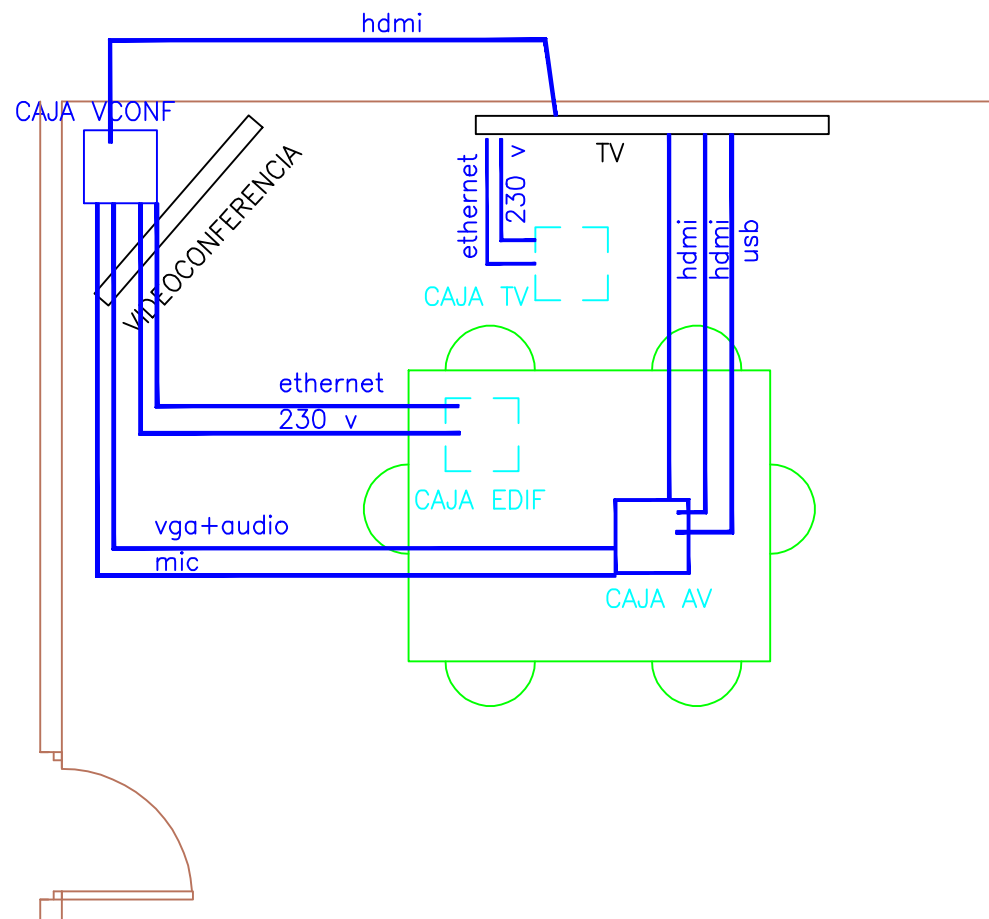 hdmi
CAJA VCONF
VIDEOCONFERENCIA
TV
ethernet
230 v
hdmi
hdmi
usb
CAJA TV
ethernet
230 v
CAJA EDIF
vga+audio
mic
CAJA AV